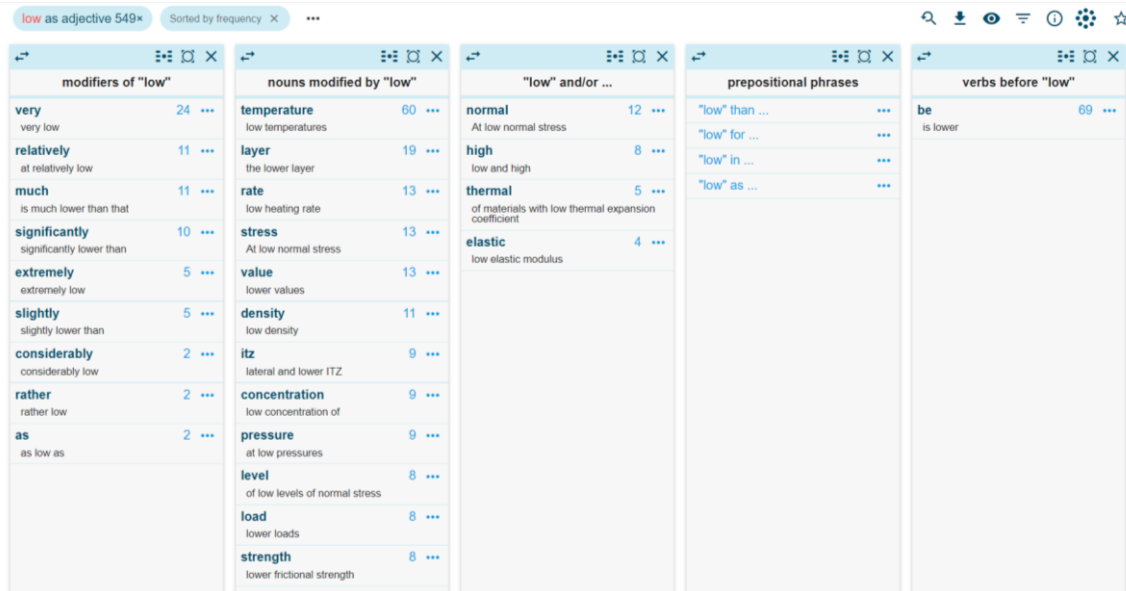 low as adjective 549×
Sorted by frequency
modifiers of "low"
very 24
very low
relatively 11
at relatively low
much 11
is much lower than that
significantly 10
significantly lower than
extremely 5
extremely low
slightly 5
slightly lower than
considerably 2
considerably low
rather 2
rather low
as 2
as low as
nouns modified by "low"
temperature 60
low temperatures
layer 19
the lower layer
rate 13
low heating rate
stress 13
At low normal stress
value 13
lower values
density 11
low density
itz 9
lateral and lower ITZ
concentration 9
low concentration of
pressure 9
at low pressures
level 8
of low levels of normal stress
load 8
lower loads
strength 8
lower frictional strength
"low" and/or ...
normal 12
At low normal stress
high 8
low and high
thermal 5
of materials with low thermal expansion
coefficient
elastic 4
low elastic modulus
prepositional phrases
"low" than ...
"low" for ...
"low" in ...
"low" as ...
verbs before "low"
be 69
is lower